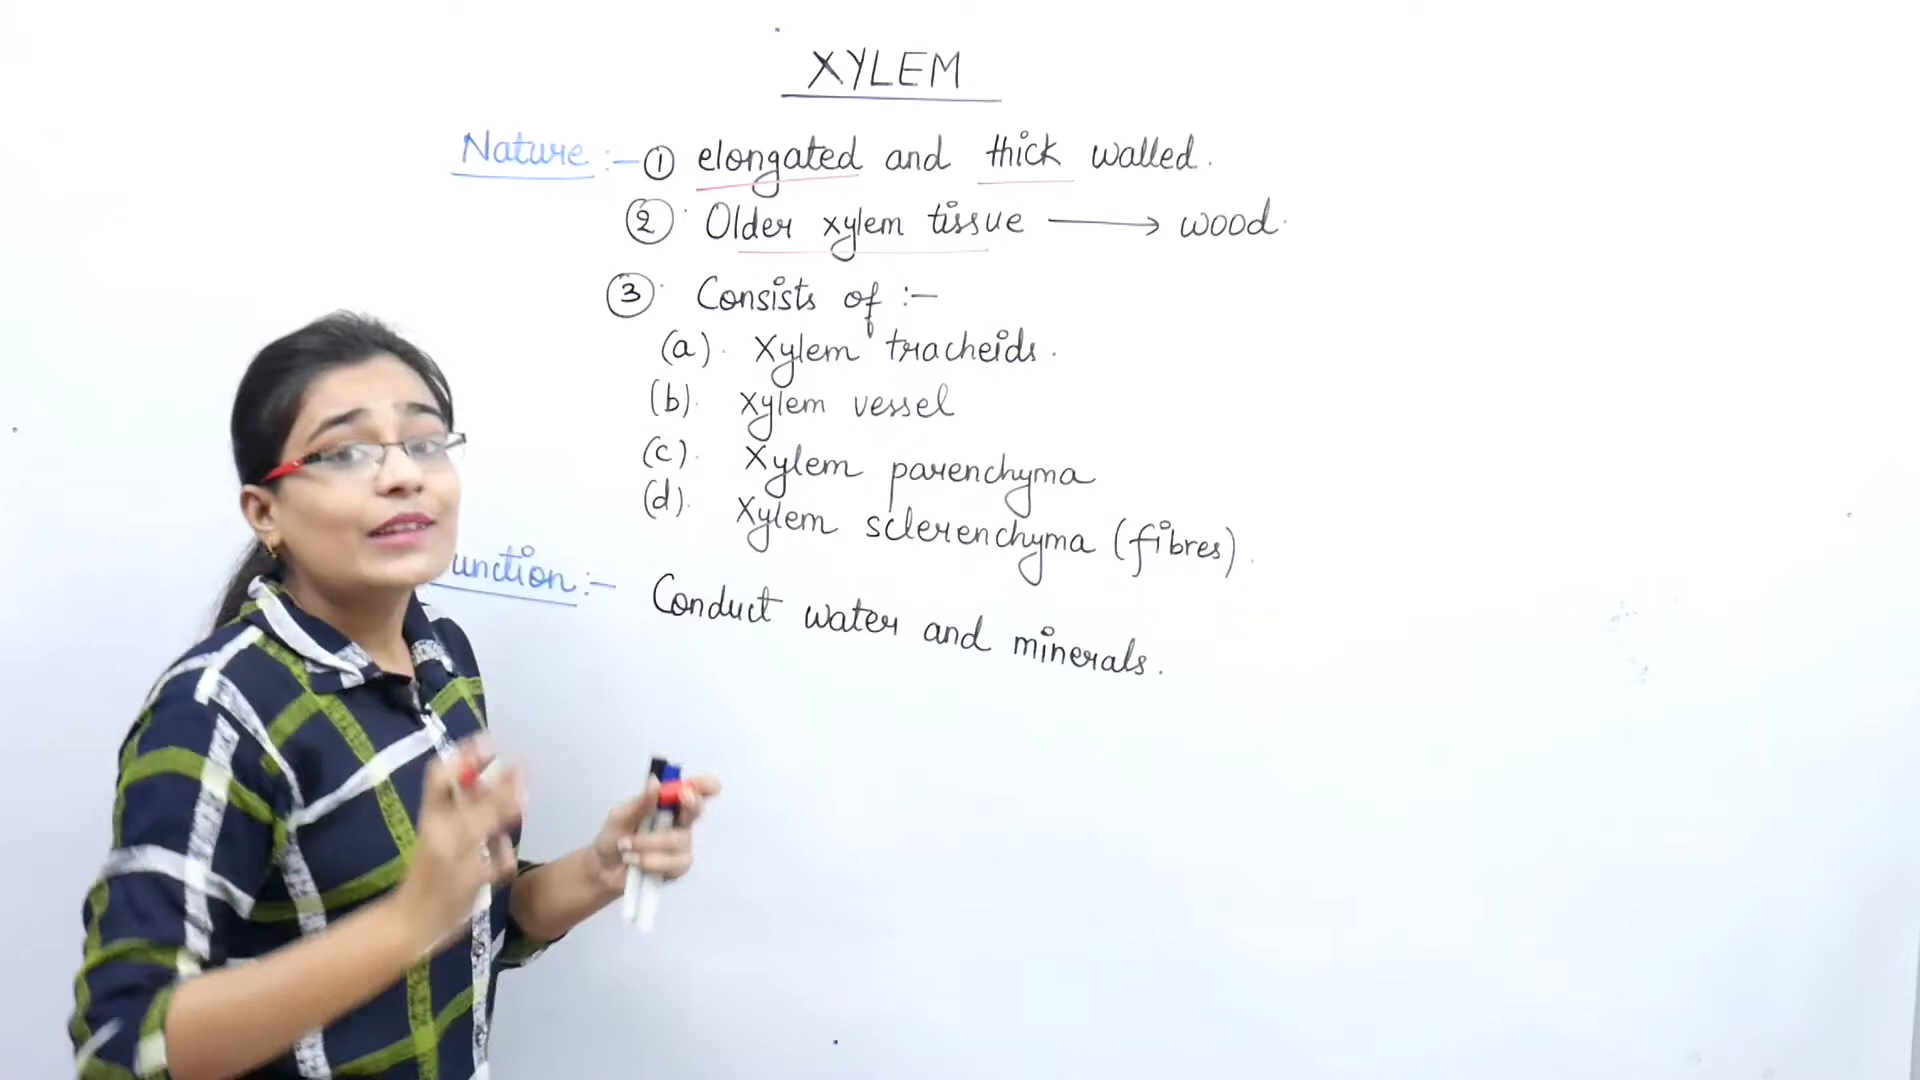 XYLEM
Nature :- ① elongated and thick walled.
② Older xylem tissue → wood.
③ Consists of :-
(a). Xylem tracheids.
(b). Xylem vessel
(c). Xylem parenchyma
(d). Xylem sclerenchyma (fibres).
unction :- Conduct water and minerals.